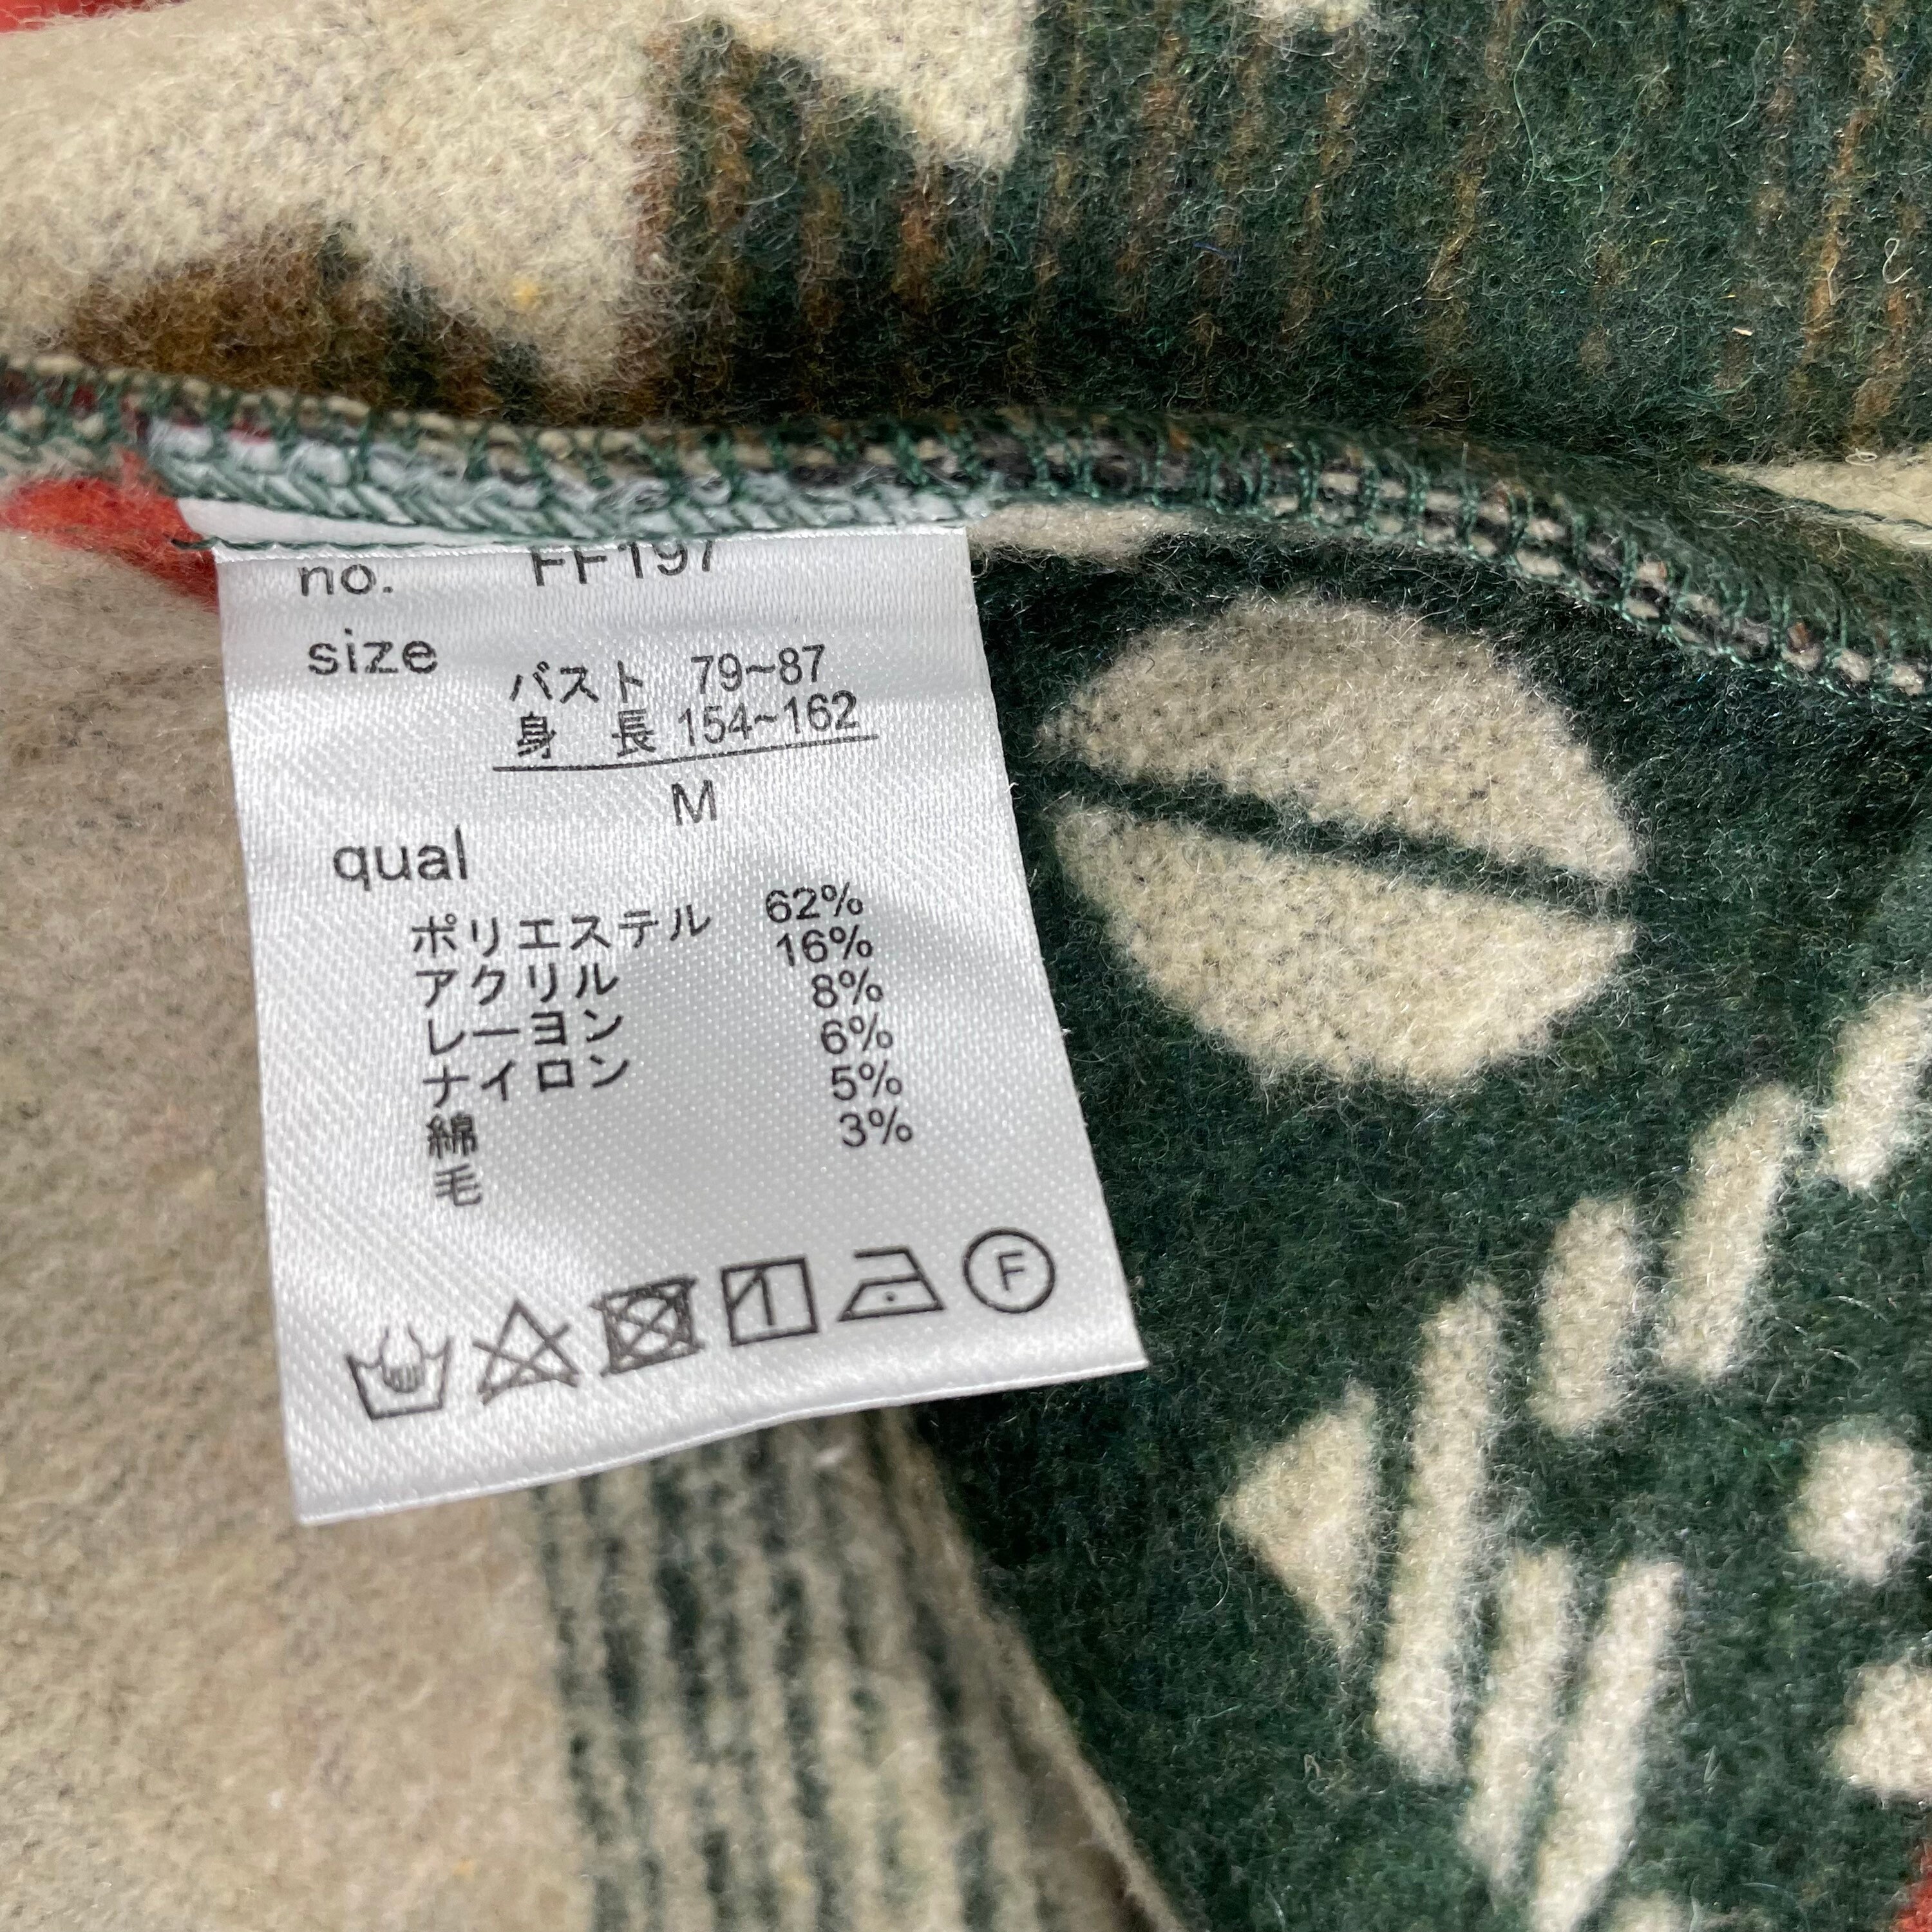 no. FF197
size
バスト 79~87
身 長 154~162
M
qual
ポリエステル 62%
アクリル 16%
レーヨン 8%
ナイロン 6%
綿 5%
毛 3%
F